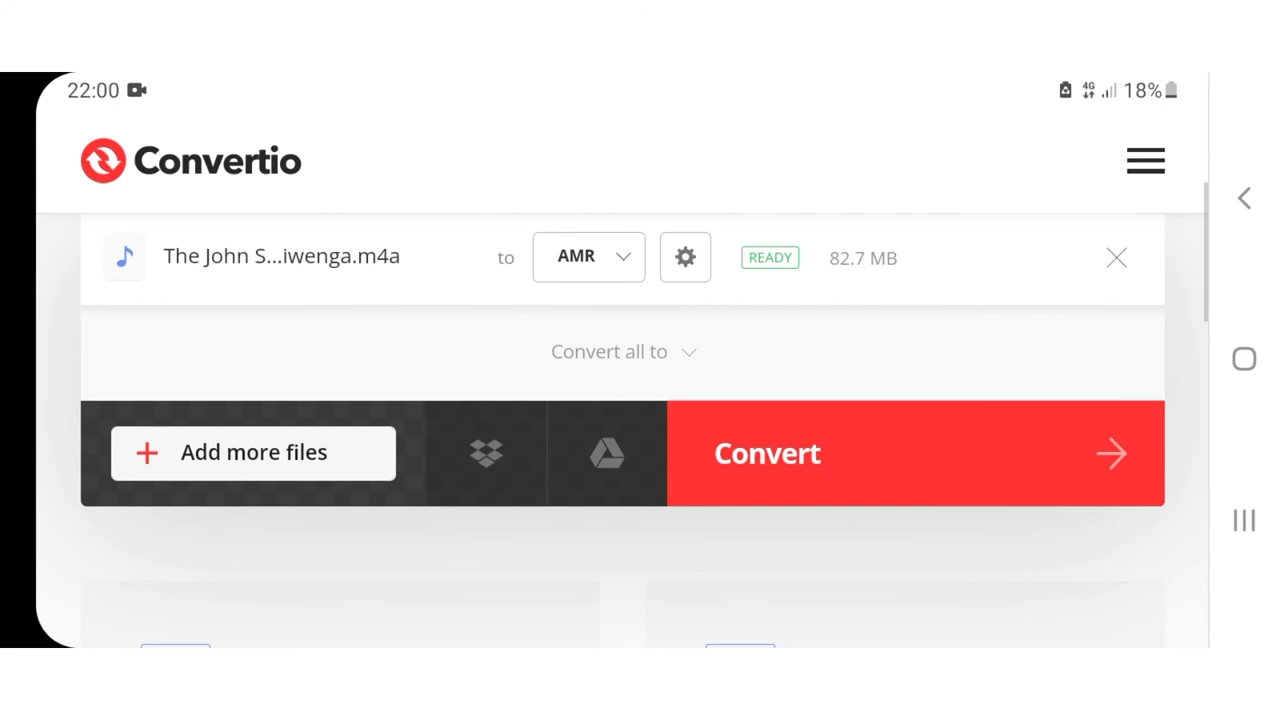 22:00
4G
18%
Convertio
The John S...iwenga.m4a to AMR READY 82.7 MB
Convert all to
Add more files
Convert